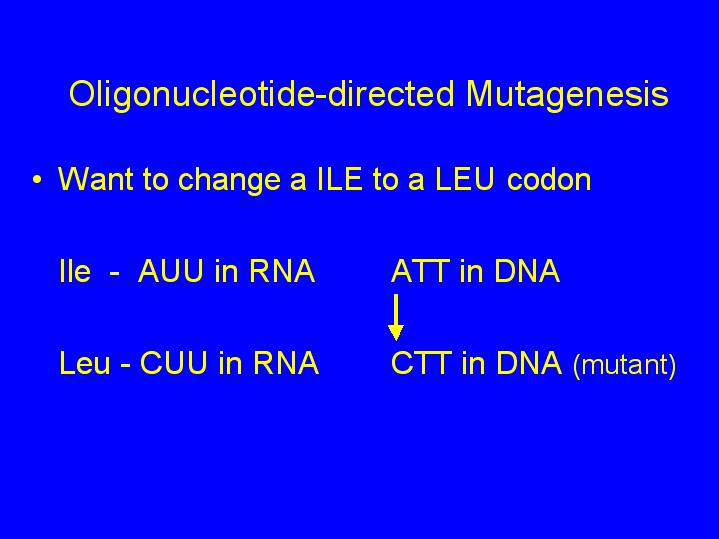 Oligonucleotide-directed Mutagenesis
• Want to change a ILE to a LEU codon
Ile - AUU in RNA ATT in DNA
Leu - CUU in RNA CTT in DNA (mutant)